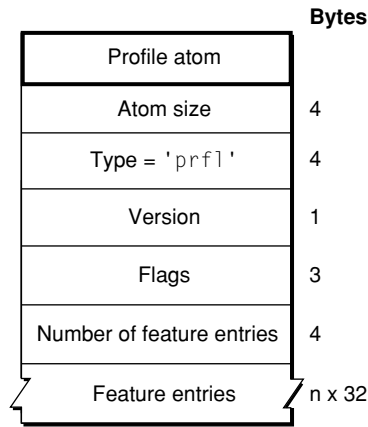 Bytes
Profile atom
Atom size 4
Type = 'prfl' 4
Version 1
Flags 3
Number of feature entries 4
Feature entries n x 32